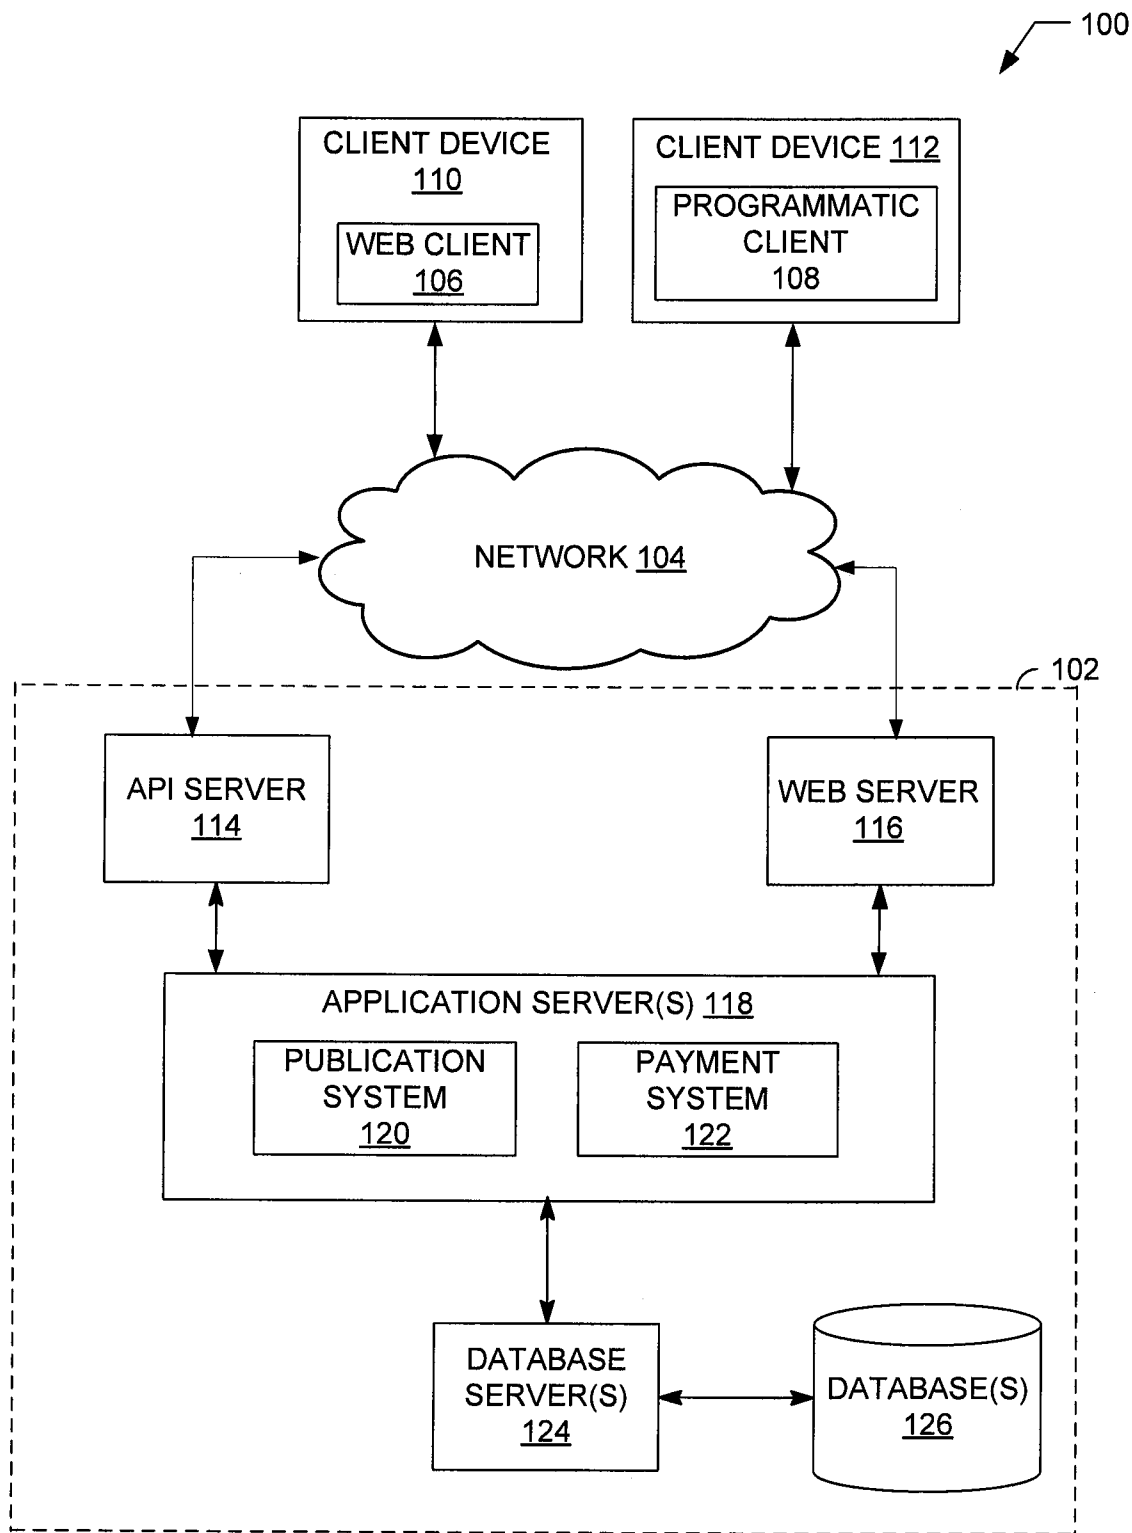 100
CLIENT DEVICE
110
WEB CLIENT
106
CLIENT DEVICE 112
PROGRAMMATIC
CLIENT
108
NETWORK 104
102
API SERVER
114
WEB SERVER
116
APPLICATION SERVER(S) 118
PUBLICATION
SYSTEM
120
PAYMENT
SYSTEM
122
DATABASE
SERVER(S)
124
DATABASE(S)
126